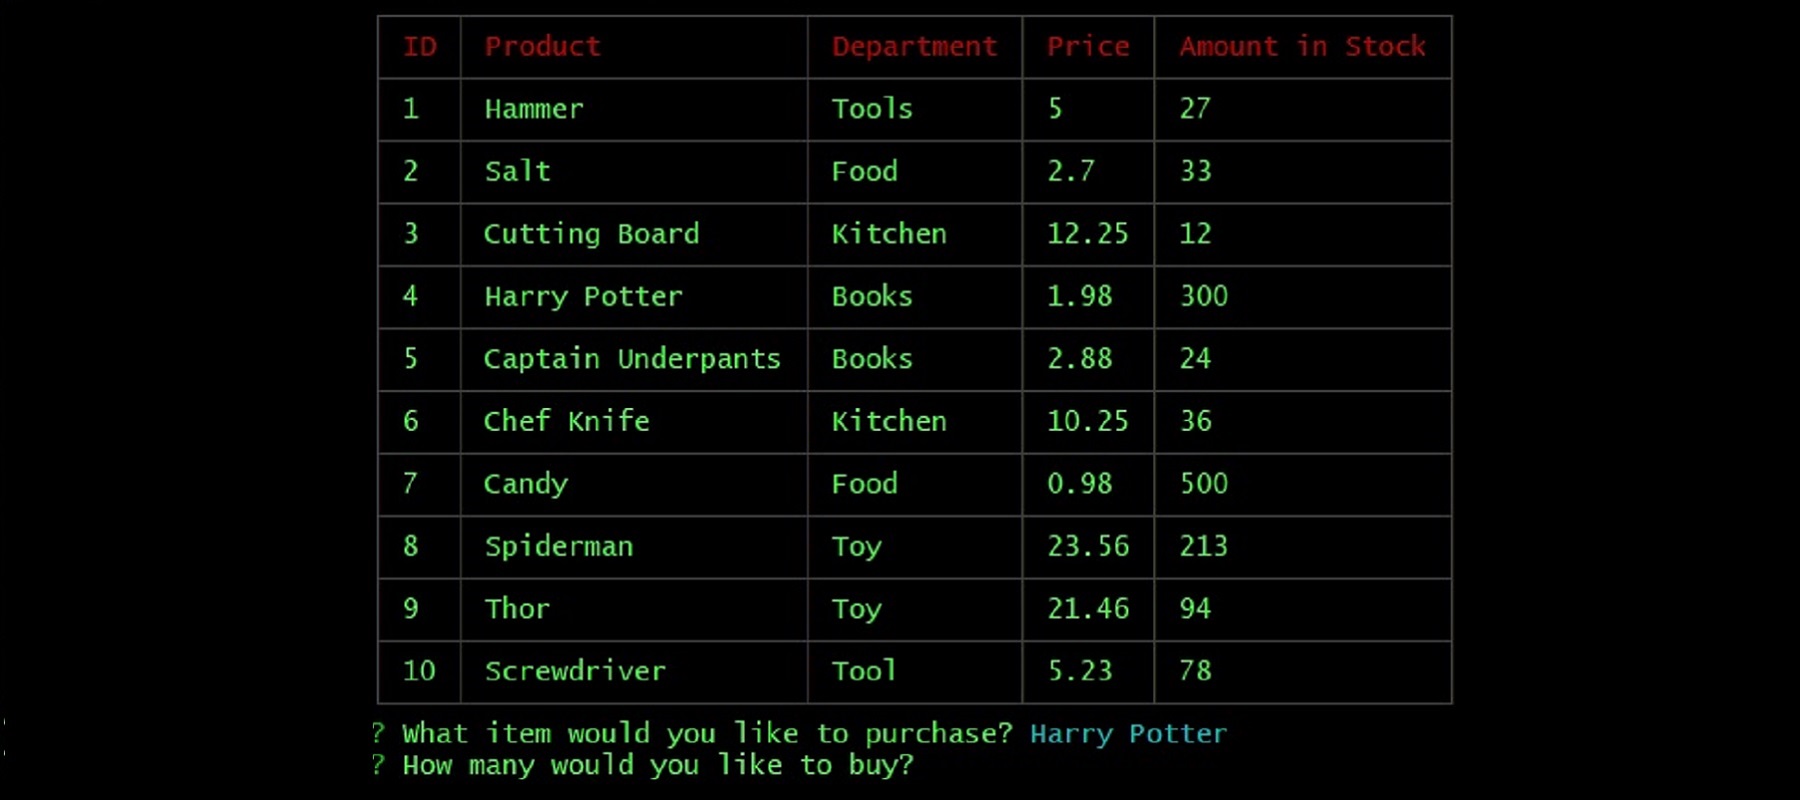 ID Product Department Price Amount in Stock
1 Hammer Tools 5 27
2 Salt Food 2.7 33
3 Cutting Board Kitchen 12.25 12
4 Harry Potter Books 1.98 300
5 Captain Underpants Books 2.88 24
6 Chef Knife Kitchen 10.25 36
7 Candy Food 0.98 500
8 Spiderman Toy 23.56 213
9 Thor Toy 21.46 94
10 Screwdriver Tool 5.23 78
? What item would you like to purchase? Harry Potter
? How many would you like to buy?